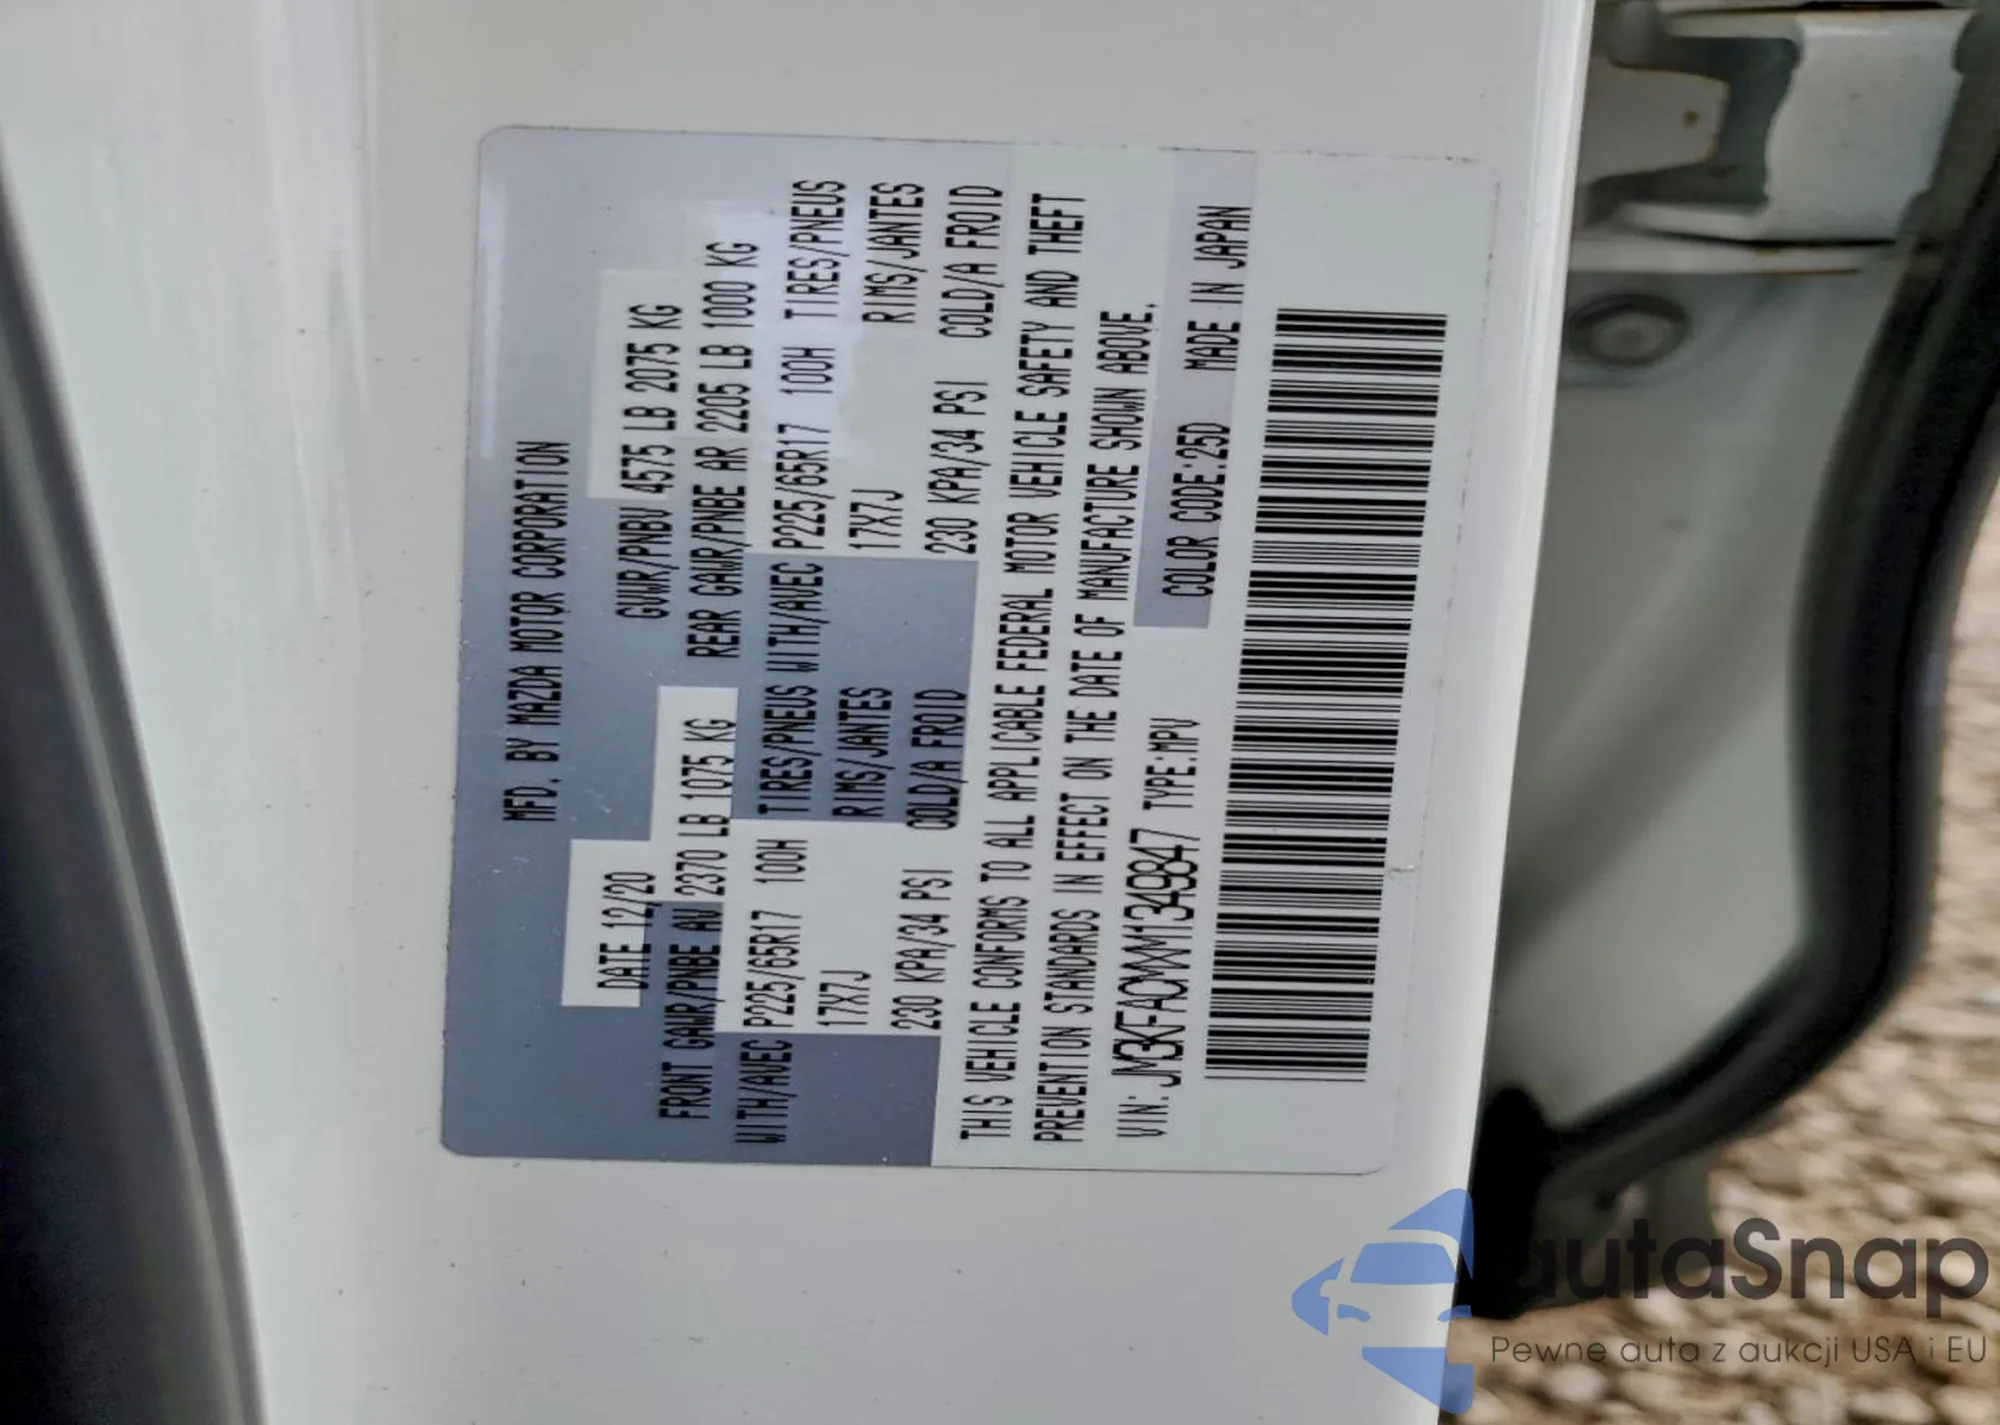 MFD. BY MAZDA MOTOR CORPORATION
DATE 12/20 GVWR/PNBV 4575 LB 2075 KG
FRONT GAWR/PNBE AV 2370 LB 1075 KG REAR GAWR/PNBE AR 2205 LB 1000 KG
WITH/AVEC P225/65R17 100H TIRES/PNEUS WITH/AVEC P225/65R17 100H TIRES/PNEUS
17X7J RIMS/JANTES 17X7J RIMS/JANTES
230 KPA/34 PSI COLD/A FROID 230 KPA/34 PSI COLD/A FROID
THIS VEHICLE CONFORMS TO ALL APPLICABLE FEDERAL MOTOR VEHICLE SAFETY AND THEFT
PREVENTION STANDARDS IN EFFECT ON THE DATE OF MANUFACTURE SHOWN ABOVE.
VIN: JM3KFACMXM1349847 TYPE:MPV COLOR CODE:25D MADE IN JAPAN
autaSnap
Pewne auta z aukcji USA i EU